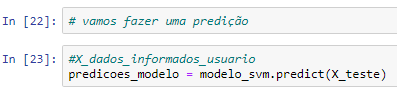 In [22]: # vamos fazer uma predição
In [23]: #X_dados_informados_usuario
predicoes_modelo = modelo_svm.predict(X_teste)